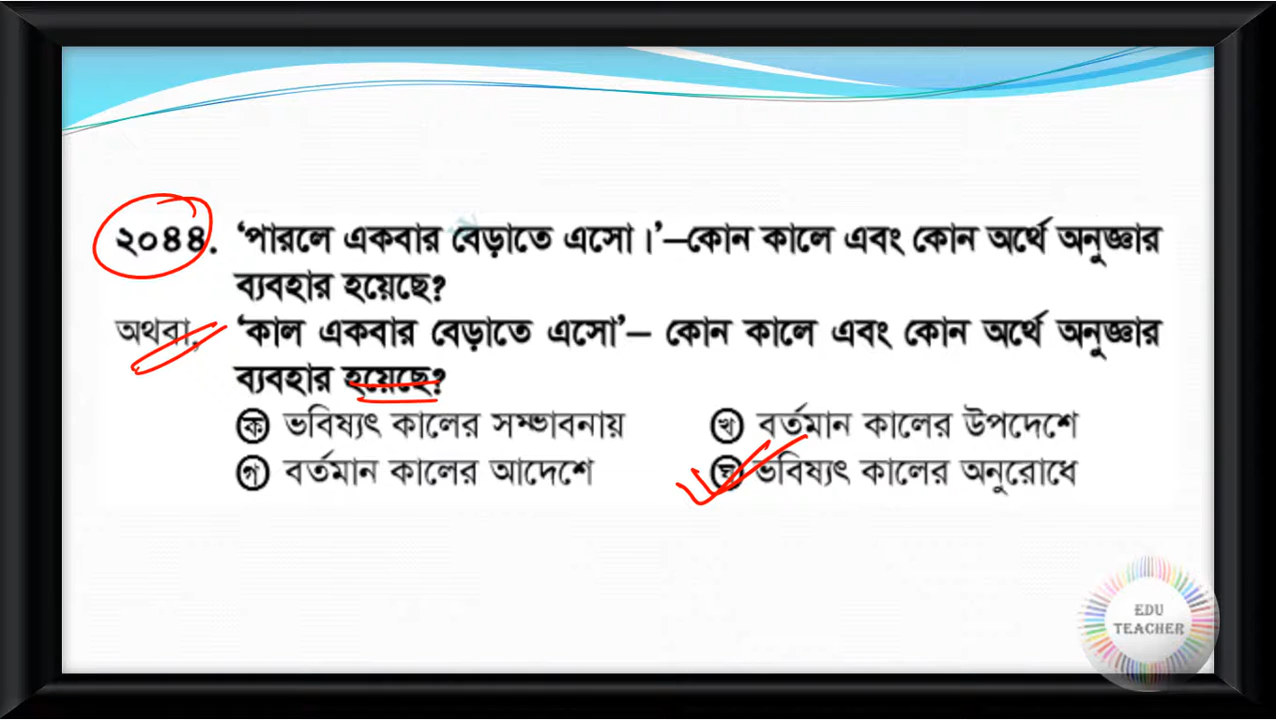 ২০৪৪. ‘পারলে একবার বেড়াতে এসো।’–কোন কালে এবং কোন অর্থে অনুজ্ঞার
ব্যবহার হয়েছে?
অথবা, ‘কাল একবার বেড়াতে এসো’– কোন কালে এবং কোন অর্থে অনুজ্ঞার
ব্যবহার হয়েছে?
ক ভবিষ্যৎ কালের সম্ভাবনায় খ বর্তমান কালের উপদেশে
গ বর্তমান কালের আদেশে ঘ ভবিষ্যৎ কালের অনুরোধে
EDU
TEACHER